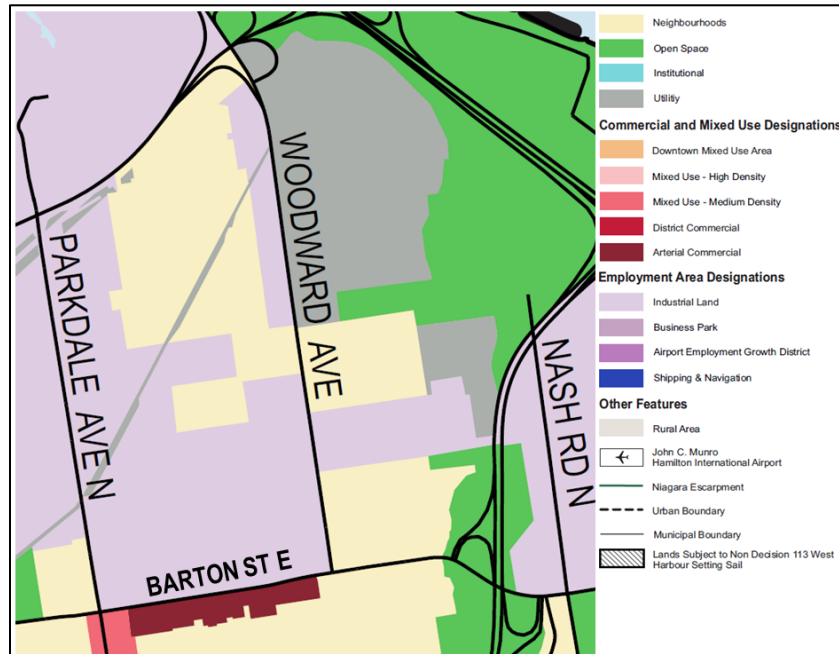 WOODWARD AVE
PARKDALE AVE N
NASH RD N
BARTON ST E
Neighbourhoods
Open Space
Institutional
Utilitiy
Commercial and Mixed Use Designations
Downtown Mixed Use Area
Mixed Use - High Density
Mixed Use - Medium Density
District Commercial
Arterial Commercial
Employment Area Designations
Industrial Land
Business Park
Airport Employment Growth District
Shipping & Navigation
Other Features
Rural Area
John C. Munro
Hamilton International Airport
Niagara Escarpment
Urban Boundary
Municipal Boundary
Lands Subject to Non Decision 113 West
Harbour Setting Sail